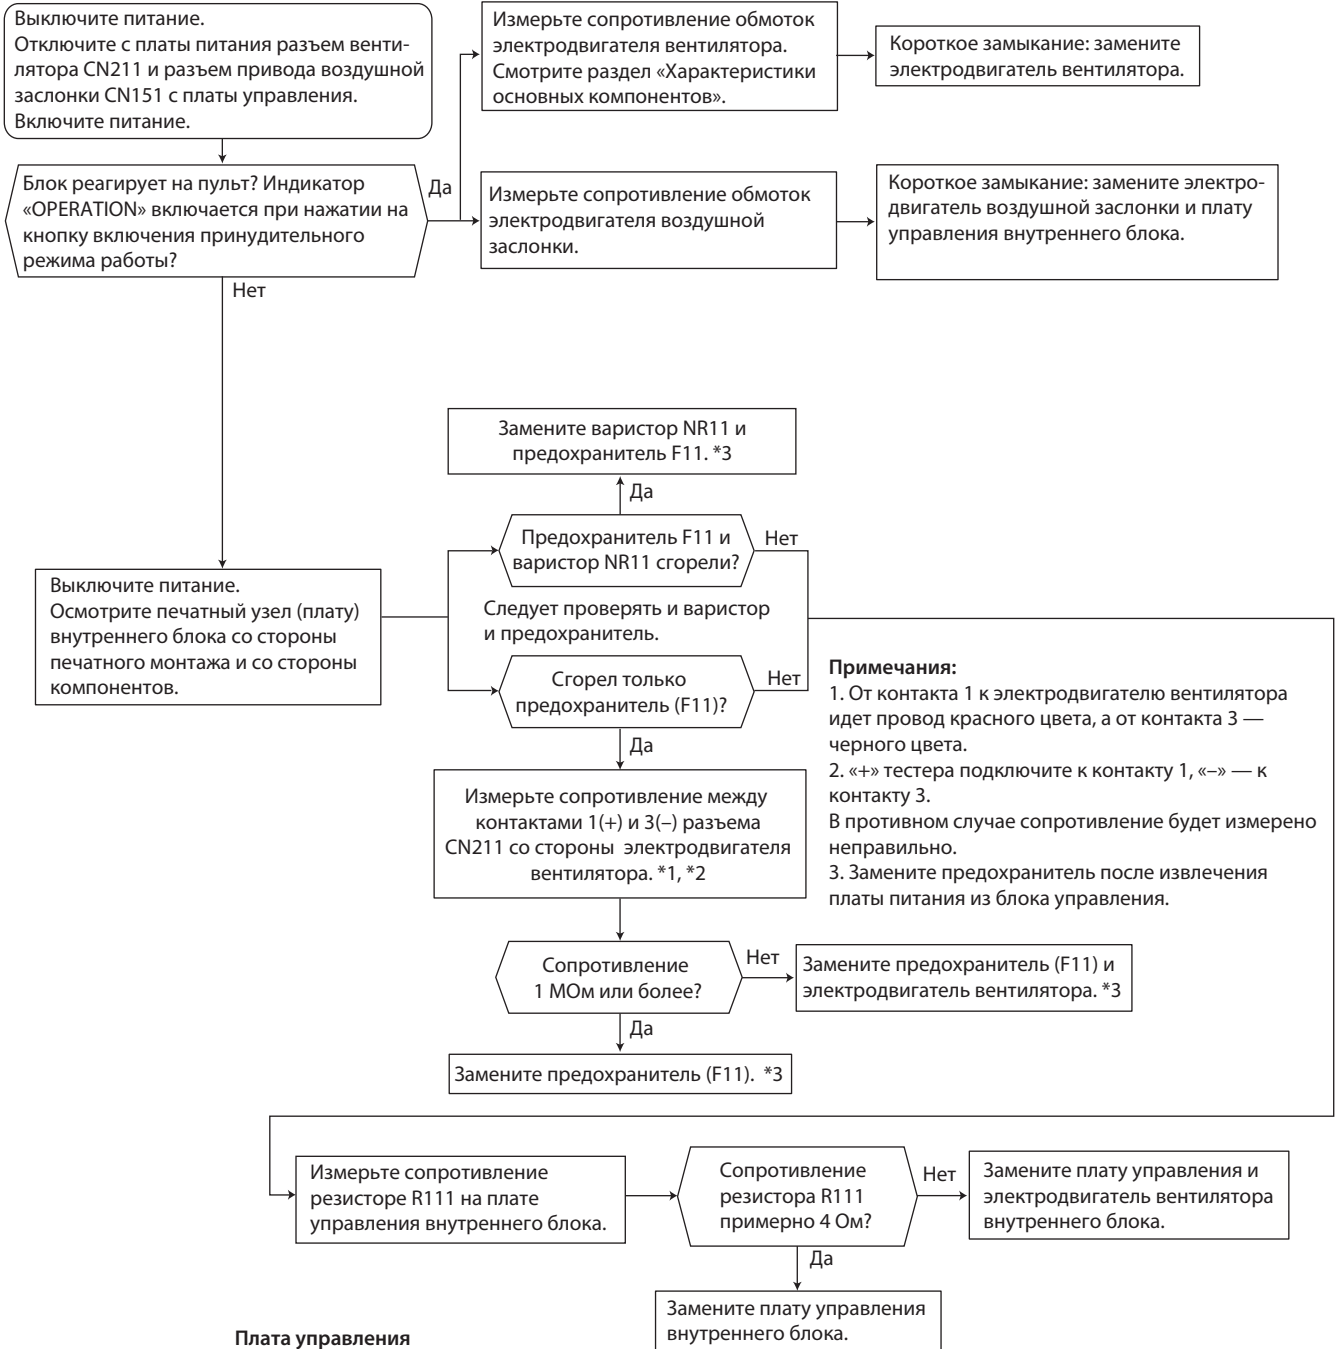 Выключите питание.
Отключите с платы питания разъем венти-
лятора CN211 и разъем привода воздушной
заслонки CN151 с платы управления.
Включите питание.
Измерьте сопротивление обмоток
электродвигателя вентилятора.
Смотрите раздел «Характеристики
основных компонентов».
Короткое замыкание: замените
электродвигатель вентилятора.
Блок реагирует на пульт? Индикатор
«OPERATION» включается при нажатии на
кнопку включения принудительного
режима работы?
Да
Измерьте сопротивление обмоток
электродвигателя воздушной
заслонки.
Короткое замыкание: замените электро-
двигатель воздушной заслонки и плату
управления внутреннего блока.
Нет
Замените варистор NR11 и
предохранитель F11. *3
Да
Предохранитель F11 и
варистор NR11 сгорели?
Нет
Выключите питание.
Осмотрите печатный узел (плату)
внутреннего блока со стороны
печатного монтажа и со стороны
компонентов.
Следует проверять и варистор
и предохранитель.
Сгорел только
предохранитель (F11)?
Нет
Да
Примечания:
1. От контакта 1 к электродвигателю вентилятора
идет провод красного цвета, а от контакта 3 —
черного цвета.
2. «+» тестера подключите к контакту 1, «–» — к
контакту 3.
В противном случае сопротивление будет измерено
неправильно.
3. Замените предохранитель после извлечения
платы питания из блока управления.
Измерьте сопротивление между
контактами 1(+) и 3(–) разъема
CN211 со стороны электродвигателя
вентилятора. *1, *2
Сопротивление
1 МОм или более?
Нет
Замените предохранитель (F11) и
электродвигатель вентилятора. *3
Да
Замените предохранитель (F11). *3
Измерьте сопротивление
резисторе R111 на плате
управления внутреннего блока.
Сопротивление
резистора R111
примерно 4 Ом?
Нет
Замените плату управления и
электродвигатель вентилятора
внутреннего блока.
Да
Замените плату управления
внутреннего блока.
Плата управления